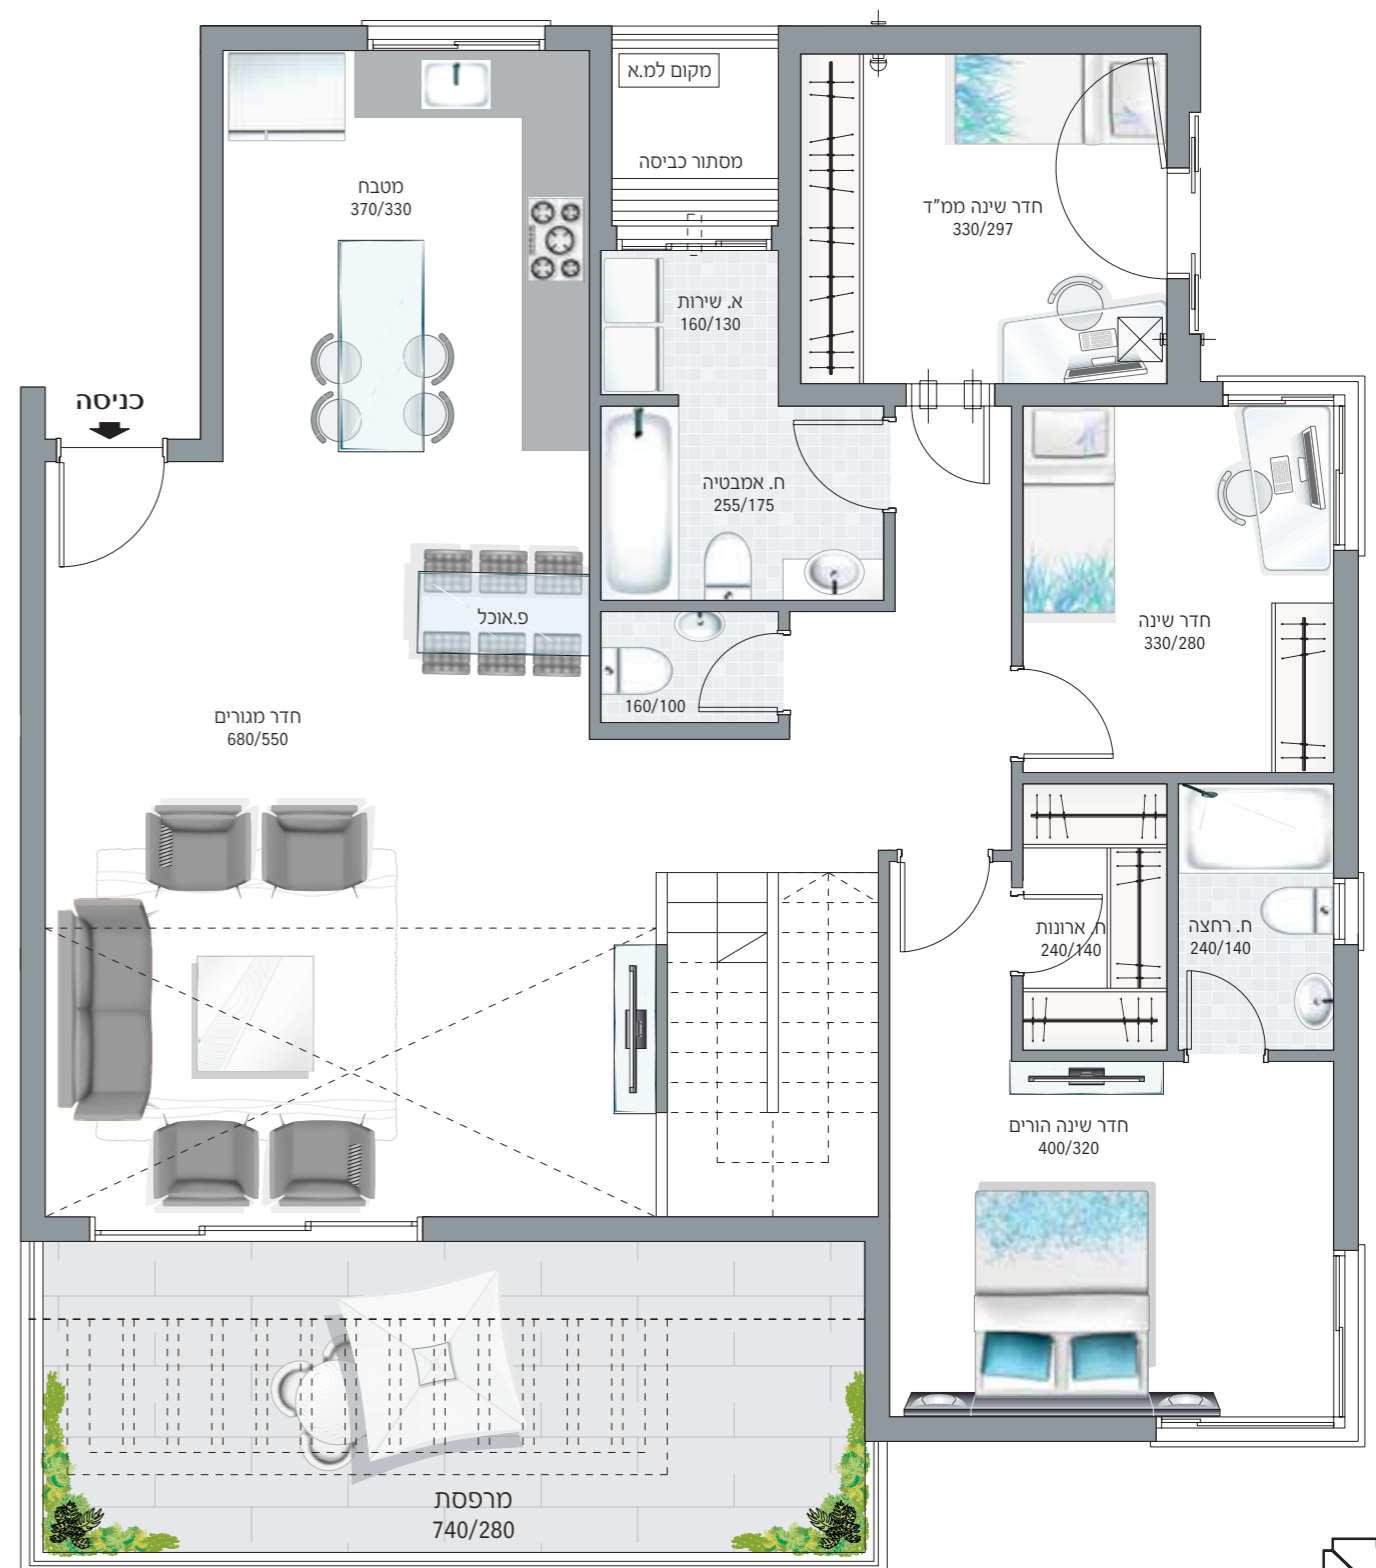 מקום למ.א
מסתור כביסה
מטבח
370/330
חדר שינה ממ"ד
330/297
א. שירות
160/130
כניסה
ח. אמבטיה
255/175
פ.אוכל
חדר שינה
330/280
160/100
חדר מגורים
680/550
ח. ארונות
240/140
ח. רחצה
240/140
חדר שינה הורים
400/320
מרפסת
740/280